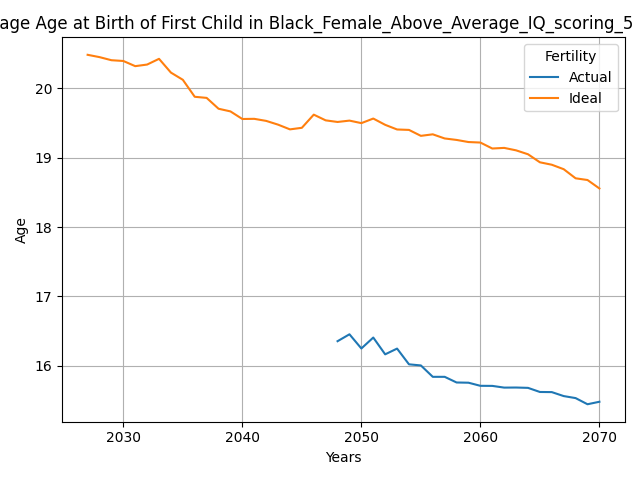 age Age at Birth of First Child in Black_Female_Above_Average_IQ_scoring_5
Fertility
Actual
Ideal
20
19
18
17
16
Age
2030 2040 2050 2060 2070
Years